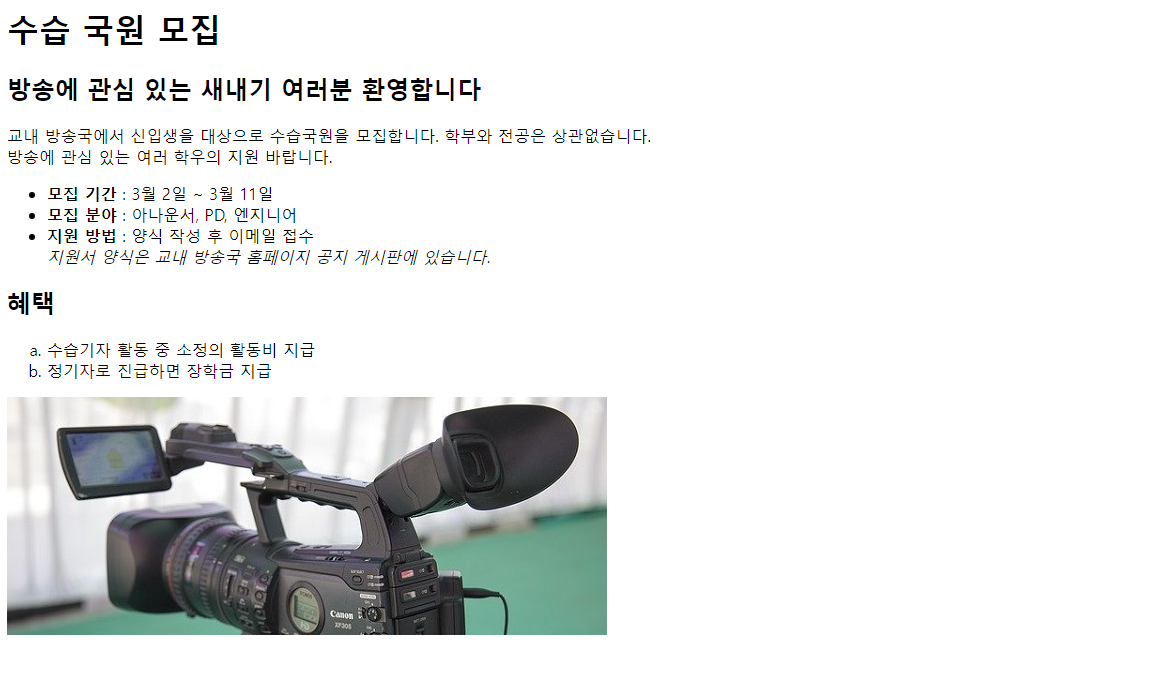 수습 국원 모집
방송에 관심 있는 새내기 여러분 환영합니다
교내 방송국에서 신입생을 대상으로 수습국원을 모집합니다. 학부와 전공은 상관없습니다.
방송에 관심 있는 여러 학우의 지원 바랍니다.
• 모집 기간 : 3월 2일 ~ 3월 11일
• 모집 분야 : 아나운서, PD, 엔지니어
• 지원 방법 : 양식 작성 후 이메일 접수
지원서 양식은 교내 방송국 홈페이지 공지 게시판에 있습니다.
혜택
a. 수습기자 활동 중 소정의 활동비 지급
b. 정기자로 진급하면 장학금 지급
Canon
XF305